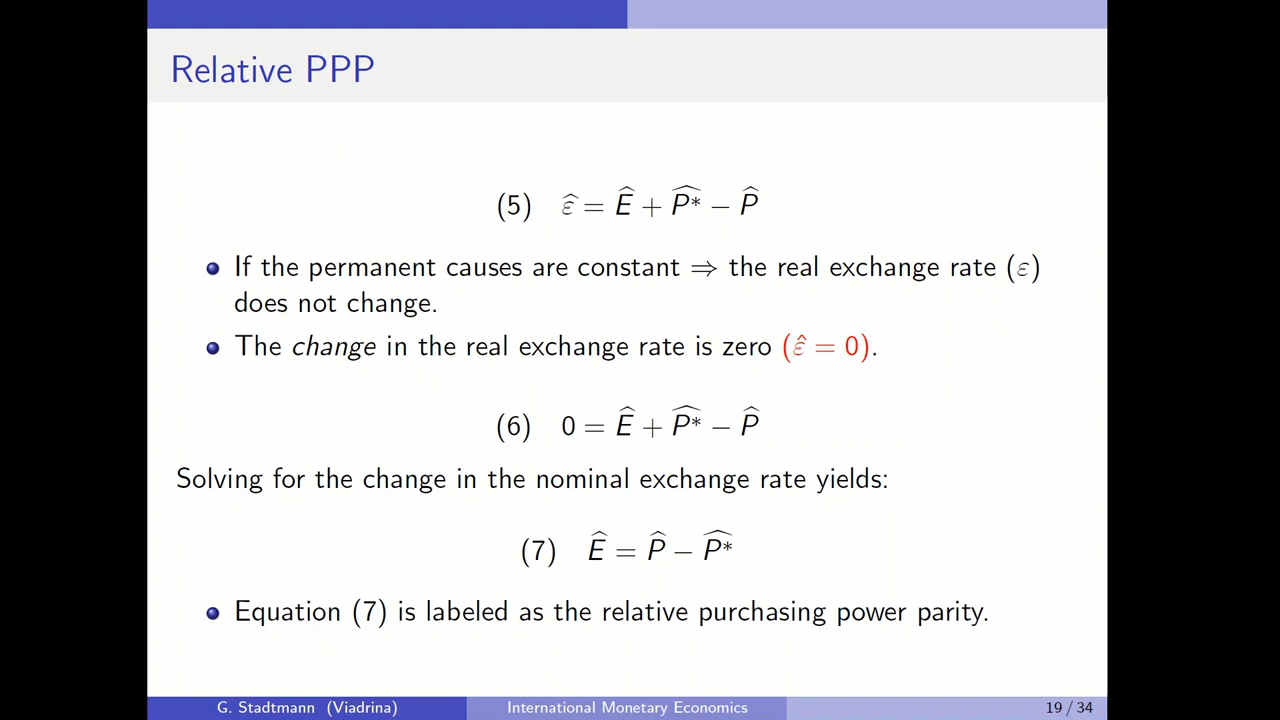 Relative PPP
(5) ε̂ = Ê + P̂* − P̂
If the permanent causes are constant ⇒ the real exchange rate (ε)
does not change.
The change in the real exchange rate is zero (ε̂ = 0).
(6) 0 = Ê + P̂* − P̂
Solving for the change in the nominal exchange rate yields:
(7) Ê = P̂ − P̂*
Equation (7) is labeled as the relative purchasing power parity.
G. Stadtmann (Viadrina) International Monetary Economics 19 / 34